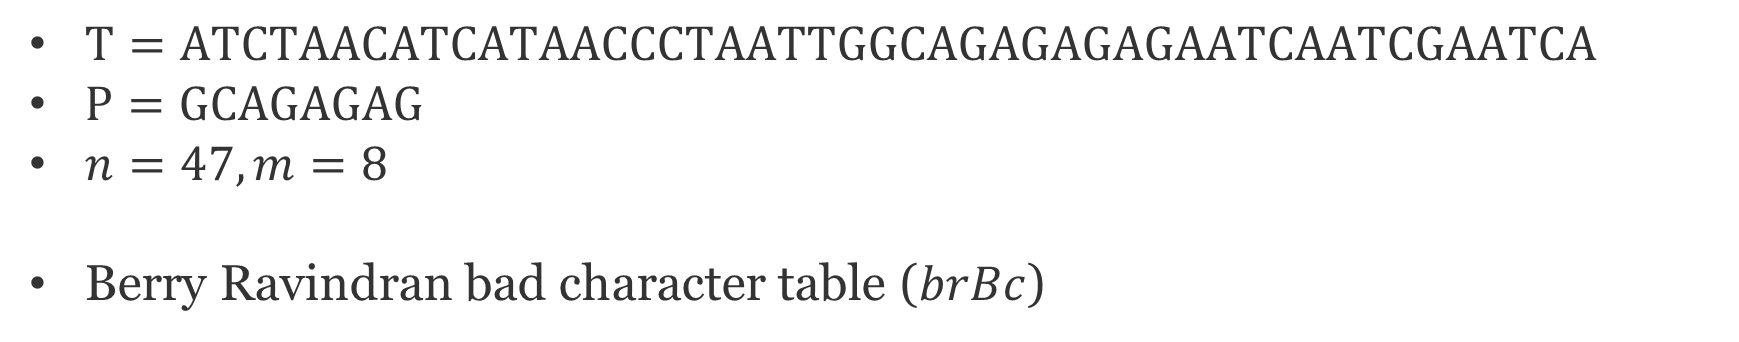 • T = ATCTAACATCATAACCCTAATTGGCAGAGAGAGAATCAATCGAATCA
• P = GCAGAGAG
• n = 47, m = 8
• Berry Ravindran bad character table (brBc)